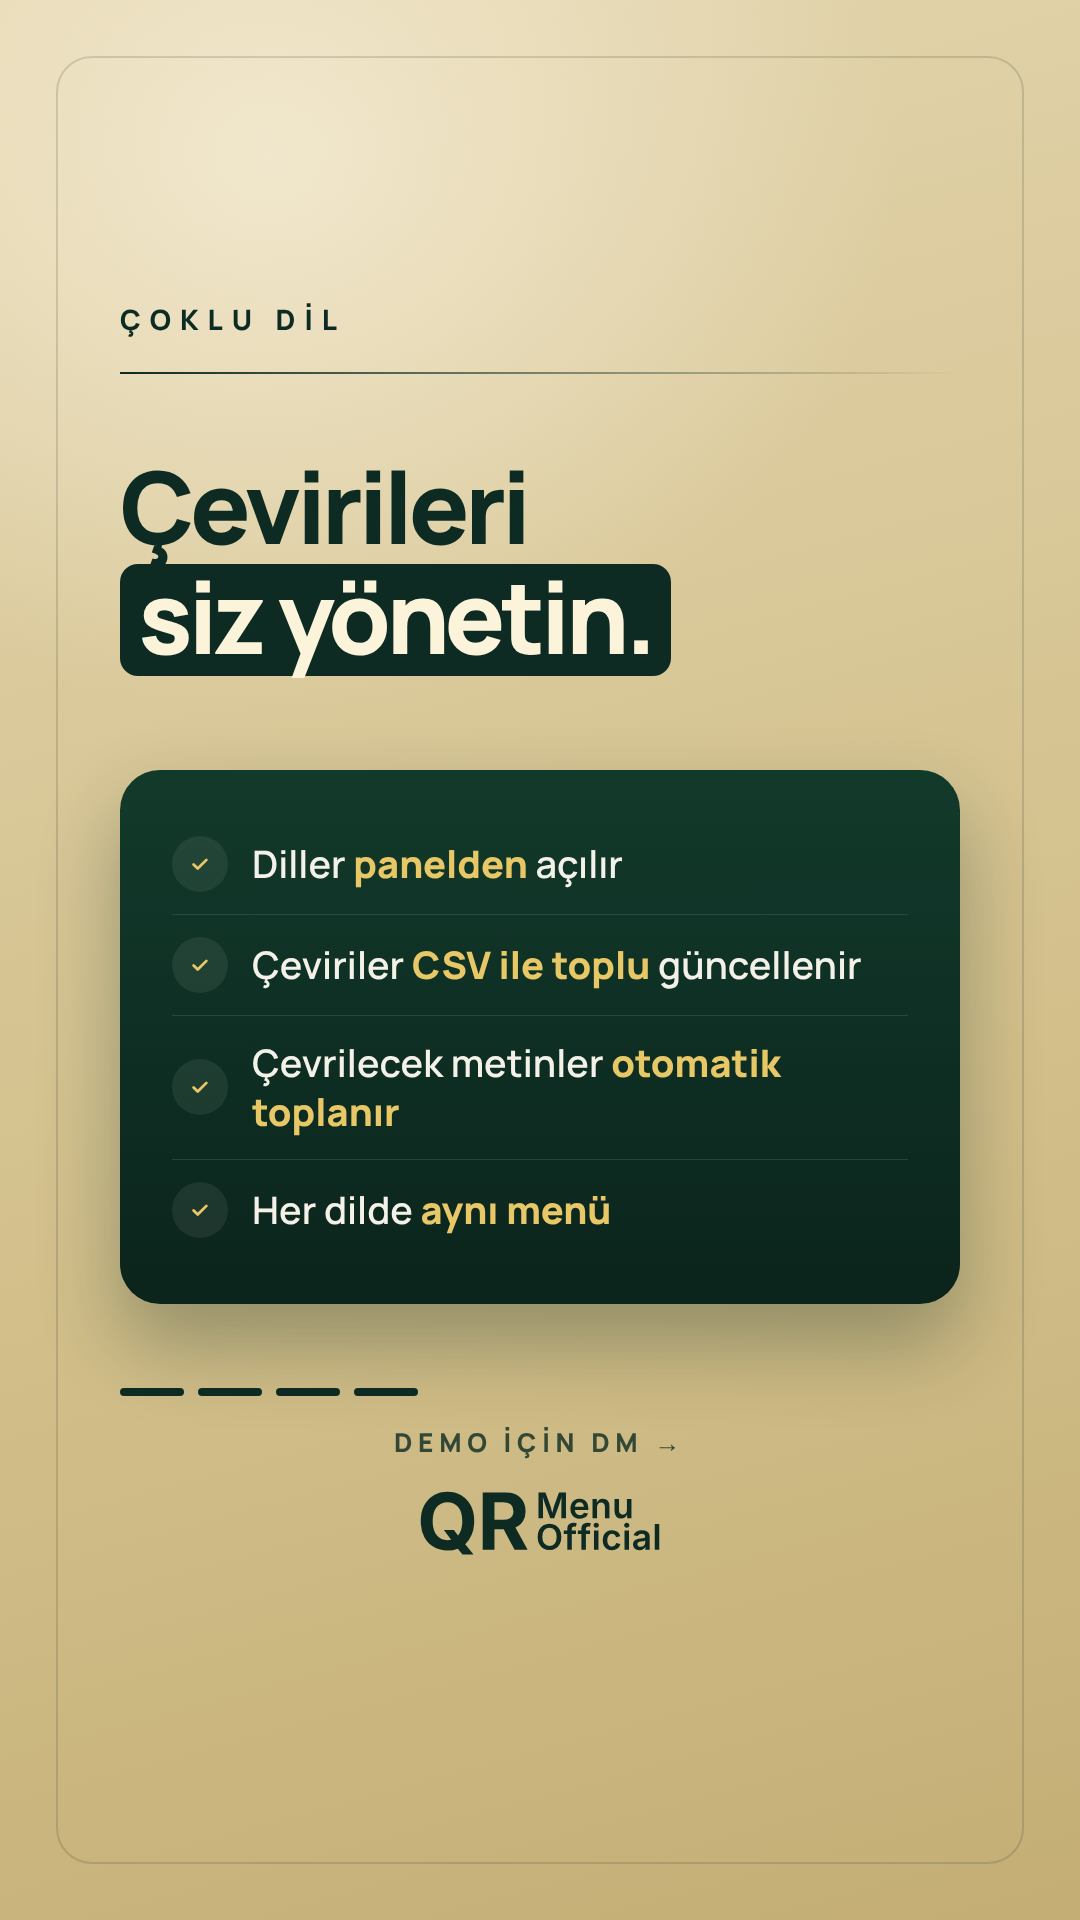 ÇOKLU DİL
Çevirileri
siz yönetin.
Diller panelden açılır
Çeviriler CSV ile toplu güncellenir
Çevrilecek metinler otomatik
toplanır
Her dilde aynı menü
DEMO İÇİN DM →
QR Menu
Official